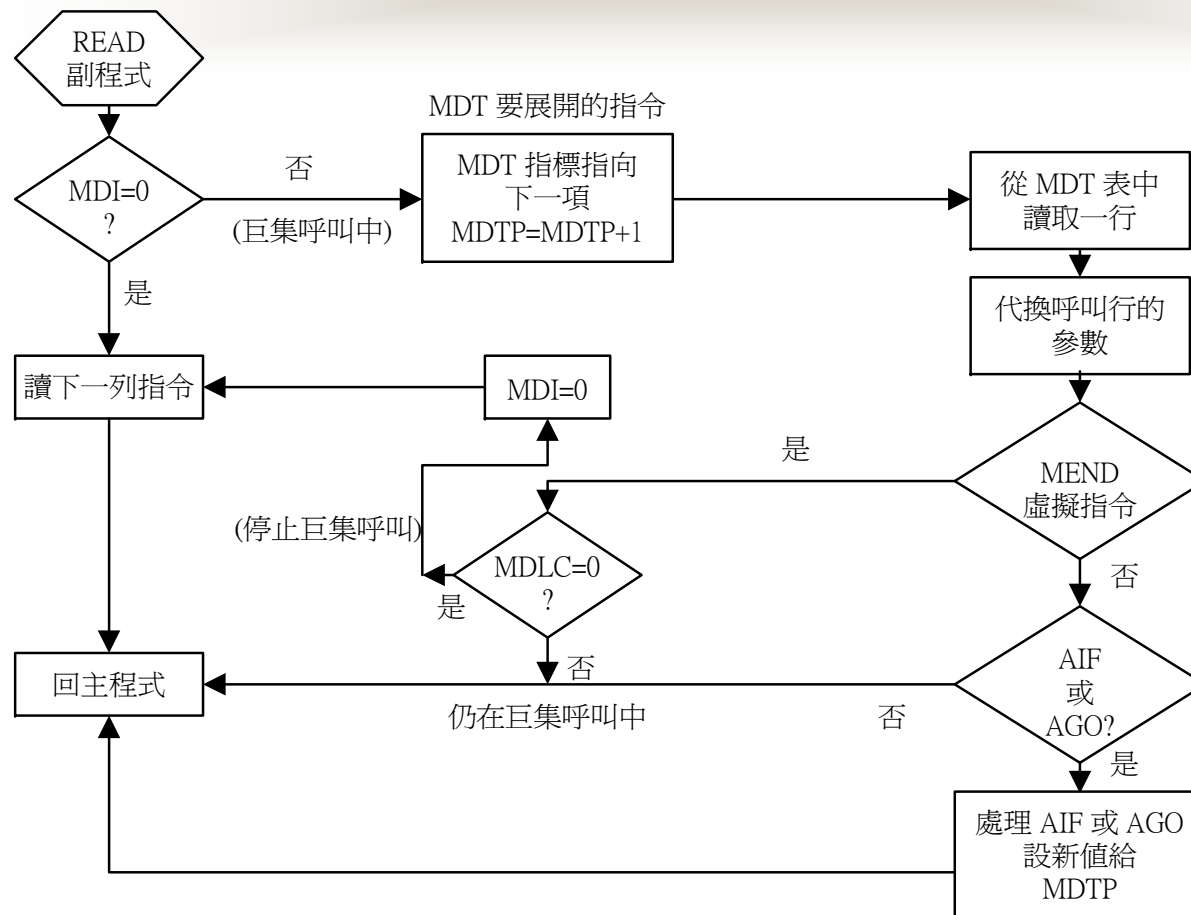 READ
副程式
MDI=0
?
否
(巨集呼叫中)
是
MDT 要展開的指令
MDT 指標指向
下一項
MDTP=MDTP+1
從 MDT 表中
讀取一行
代換呼叫行的
參數
讀下一列指令
MDI=0
是
MEND
虛擬指令
(停止巨集呼叫)
MDLC=0
?
是
否
否
回主程式
仍在巨集呼叫中
否
AIF
或
AGO?
是
處理 AIF 或 AGO
設新值給
MDTP